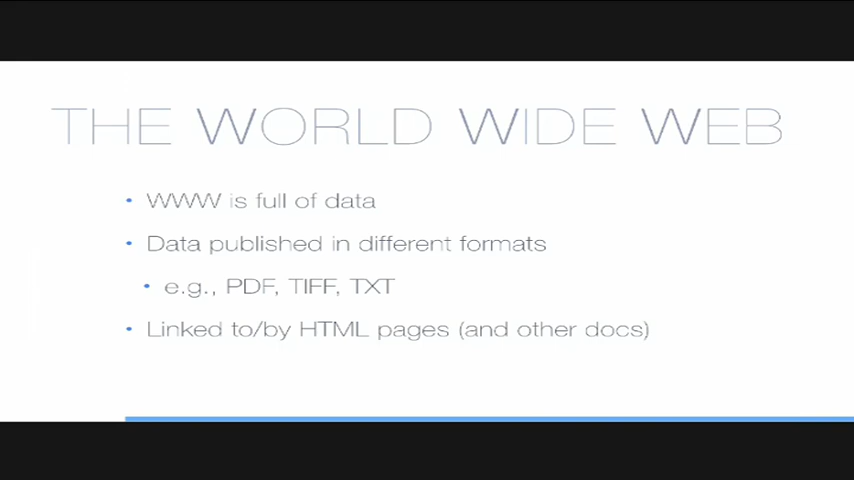 THE WORLD WIDE WEB
• WWW is full of data
• Data published in different formats
• e.g., PDF, TIFF, TXT
• Linked to/by HTML pages (and other docs)